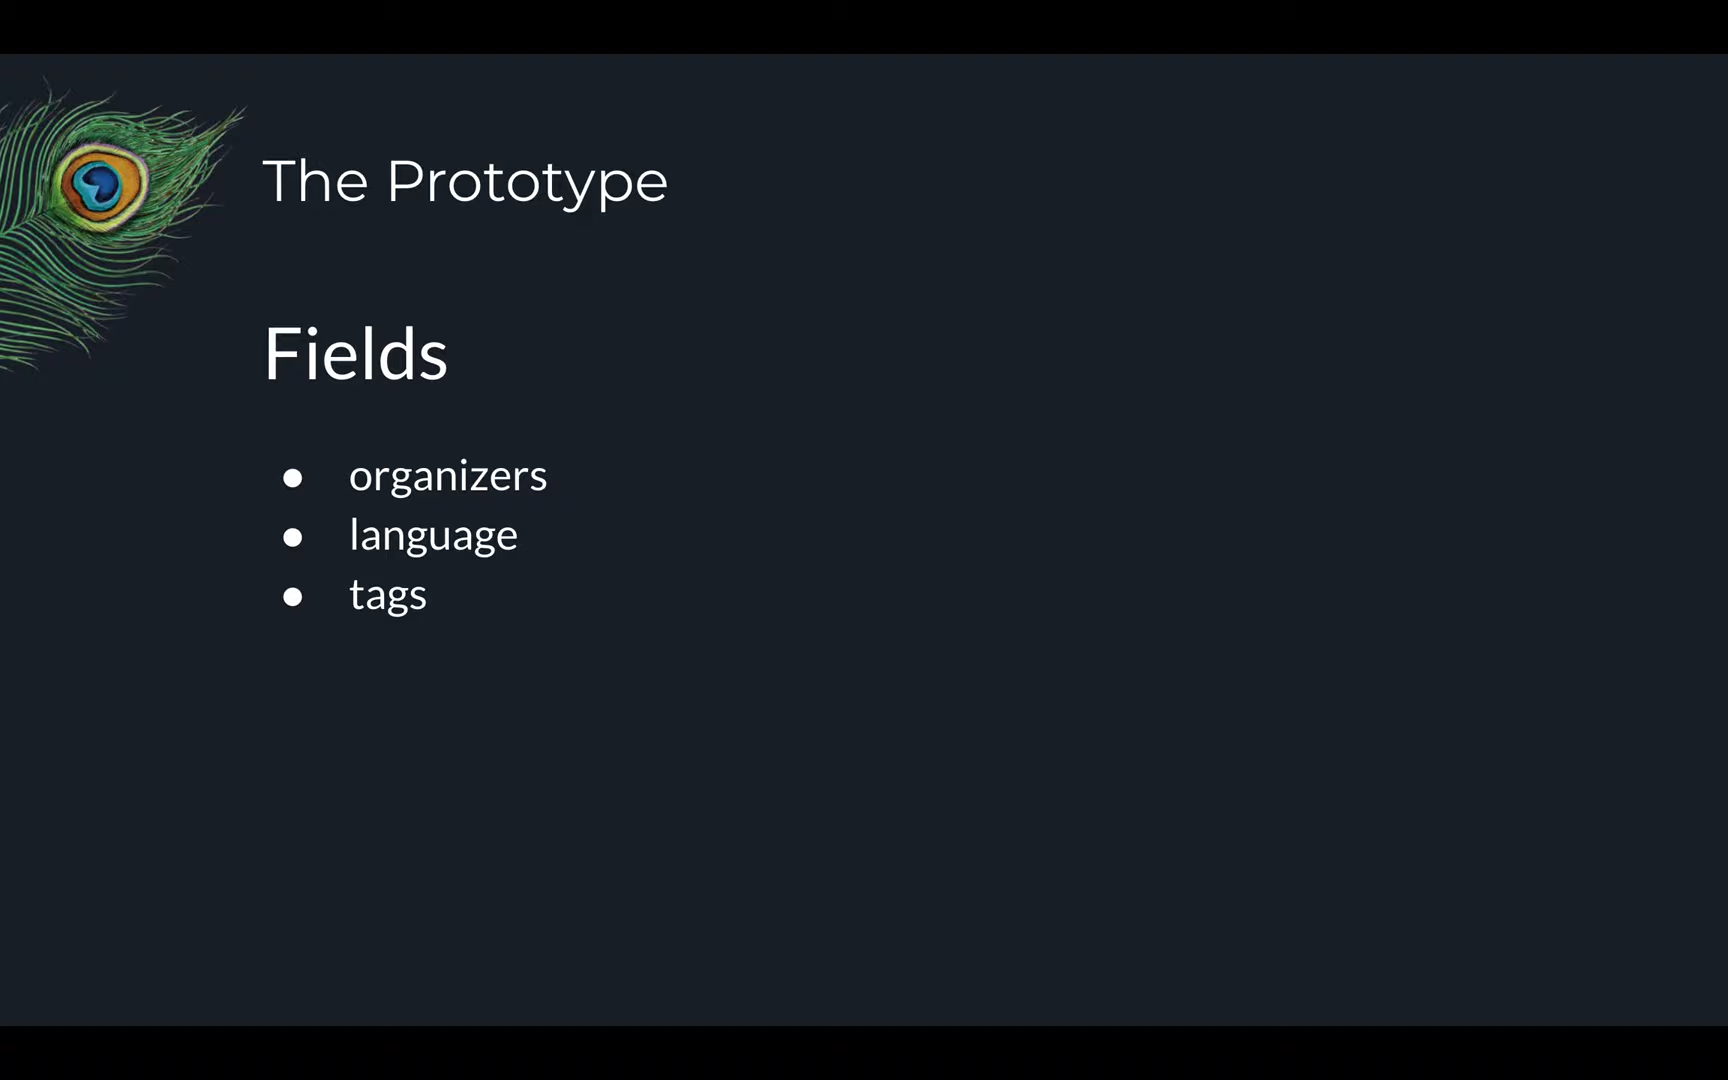 The Prototype
Fields
● organizers
● language
● tags